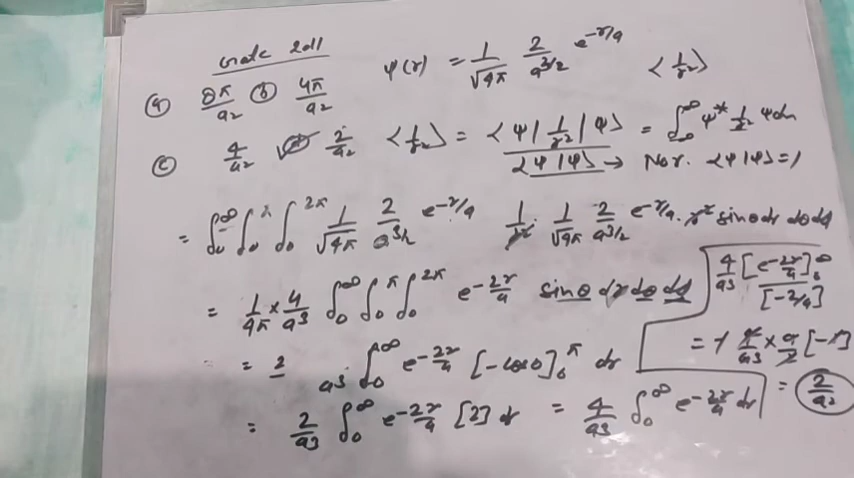 Gate 2011
ψ(r) = 1/√4π 2/a^3/2 e^-r/a <1/r²>
(a) 8π/a² (b) 4π/a²
(c) 4/a² (d) 2/a² <1/r²> = <ψ| 1/r² |ψ> / <ψ|ψ> → Nor. <ψ|ψ>=1 = ∫₀^∞ ψ* 1/r² ψ dr
= ∫₀^∞ ∫₀^π ∫₀^2π 1/√4π 2/a^3/2 e^-r/a 1/r² · 1/√4π 2/a^3/2 e^-r/a · r² sinθ dr dθ dφ
= 1/4π × 4/a³ ∫₀^∞ ∫₀^π ∫₀^2π e^-2r/a sinθ dr dθ dφ
= 2/a³ ∫₀^∞ e^-2r/a [-cosθ]₀^π dr
= 2/a³ ∫₀^∞ e^-2r/a [2] dr = 4/a³ ∫₀^∞ e^-2r/a dr
4/a³ [e^-2r/a]₀^∞ / [-2/a]
= -4/a³ × a/2 [-1]
= 2/a²